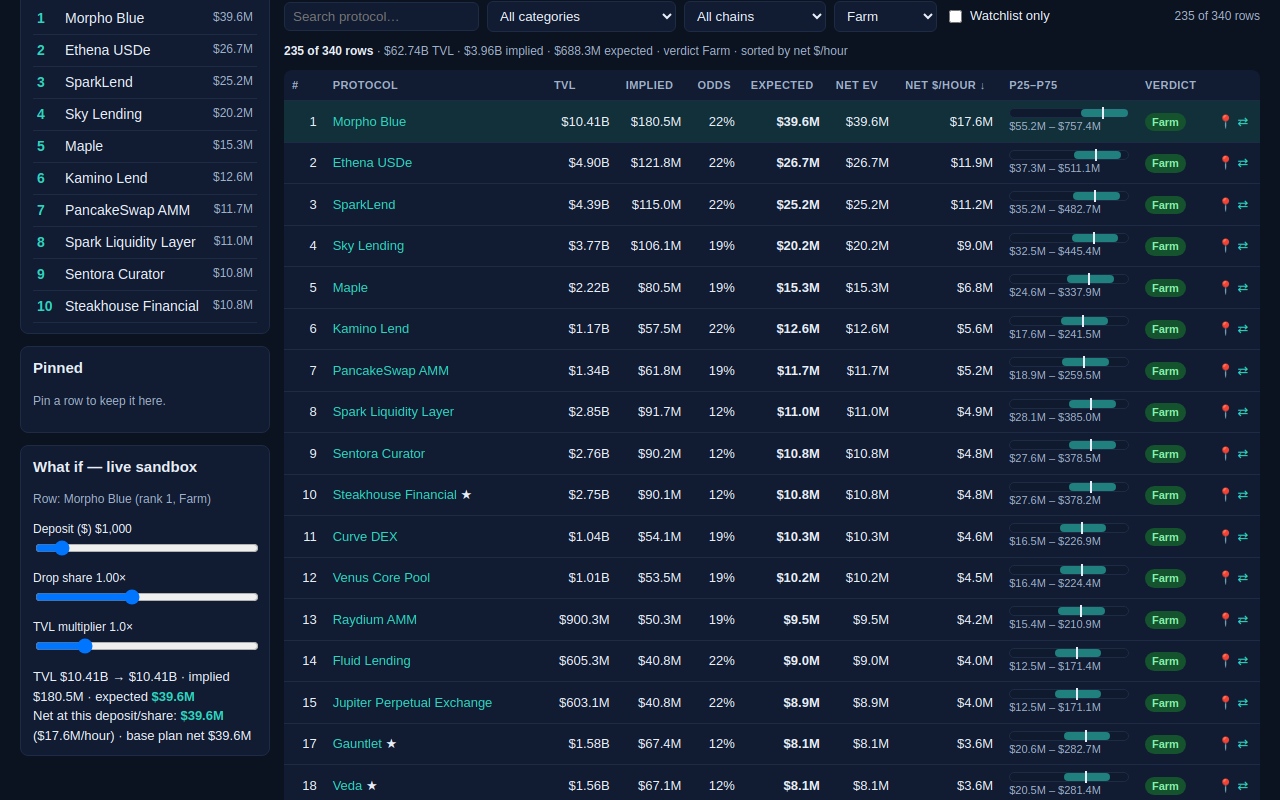 1 Morpho Blue $39.6M
2 Ethena USDe $26.7M
3 SparkLend $25.2M
4 Sky Lending $20.2M
5 Maple $15.3M
6 Kamino Lend $12.6M
7 PancakeSwap AMM $11.7M
8 Spark Liquidity Layer $11.0M
9 Sentora Curator $10.8M
10 Steakhouse Financial $10.8M
Pinned
Pin a row to keep it here.
What if — live sandbox
Row: Morpho Blue (rank 1, Farm)
Deposit ($) $1,000
Drop share 1.00×
TVL multiplier 1.0×
TVL $10.41B → $10.41B · implied
$180.5M · expected $39.6M
Net at this deposit/share: $39.6M
($17.6M/hour) · base plan net $39.6M
Search protocol… All categories All chains Farm Watchlist only 235 of 340 rows
235 of 340 rows · $62.74B TVL · $3.96B implied · $688.3M expected · verdict Farm · sorted by net $/hour
# PROTOCOL TVL IMPLIED ODDS EXPECTED NET EV NET $/HOUR ↓ P25–P75 VERDICT
1 Morpho Blue $10.41B $180.5M 22% $39.6M $39.6M $17.6M $55.2M – $757.4M Farm 📍 ⇄
2 Ethena USDe $4.90B $121.8M 22% $26.7M $26.7M $11.9M $37.3M – $511.1M Farm 📍 ⇄
3 SparkLend $4.39B $115.0M 22% $25.2M $25.2M $11.2M $35.2M – $482.7M Farm 📍 ⇄
4 Sky Lending $3.77B $106.1M 19% $20.2M $20.2M $9.0M $32.5M – $445.4M Farm 📍 ⇄
5 Maple $2.22B $80.5M 19% $15.3M $15.3M $6.8M $24.6M – $337.9M Farm 📍 ⇄
6 Kamino Lend $1.17B $57.5M 22% $12.6M $12.6M $5.6M $17.6M – $241.5M Farm 📍 ⇄
7 PancakeSwap AMM $1.34B $61.8M 19% $11.7M $11.7M $5.2M $18.9M – $259.5M Farm 📍 ⇄
8 Spark Liquidity Layer $2.85B $91.7M 12% $11.0M $11.0M $4.9M $28.1M – $385.0M Farm 📍 ⇄
9 Sentora Curator $2.76B $90.2M 12% $10.8M $10.8M $4.8M $27.6M – $378.5M Farm 📍 ⇄
10 Steakhouse Financial ★ $2.75B $90.1M 12% $10.8M $10.8M $4.8M $27.6M – $378.2M Farm 📍 ⇄
11 Curve DEX $1.04B $54.1M 19% $10.3M $10.3M $4.6M $16.5M – $226.9M Farm 📍 ⇄
12 Venus Core Pool $1.01B $53.5M 19% $10.2M $10.2M $4.5M $16.4M – $224.4M Farm 📍 ⇄
13 Raydium AMM $900.3M $50.3M 19% $9.5M $9.5M $4.2M $15.4M – $210.9M Farm 📍 ⇄
14 Fluid Lending $605.3M $40.8M 22% $9.0M $9.0M $4.0M $12.5M – $171.4M Farm 📍 ⇄
15 Jupiter Perpetual Exchange $603.1M $40.8M 22% $8.9M $8.9M $4.0M $12.5M – $171.1M Farm 📍 ⇄
17 Gauntlet ★ $1.58B $67.4M 12% $8.1M $8.1M $3.6M $20.6M – $282.7M Farm 📍 ⇄
18 Veda ★ $1.56B $67.1M 12% $8.1M $8.1M $3.6M $20.5M – $281.4M Farm 📍 ⇄